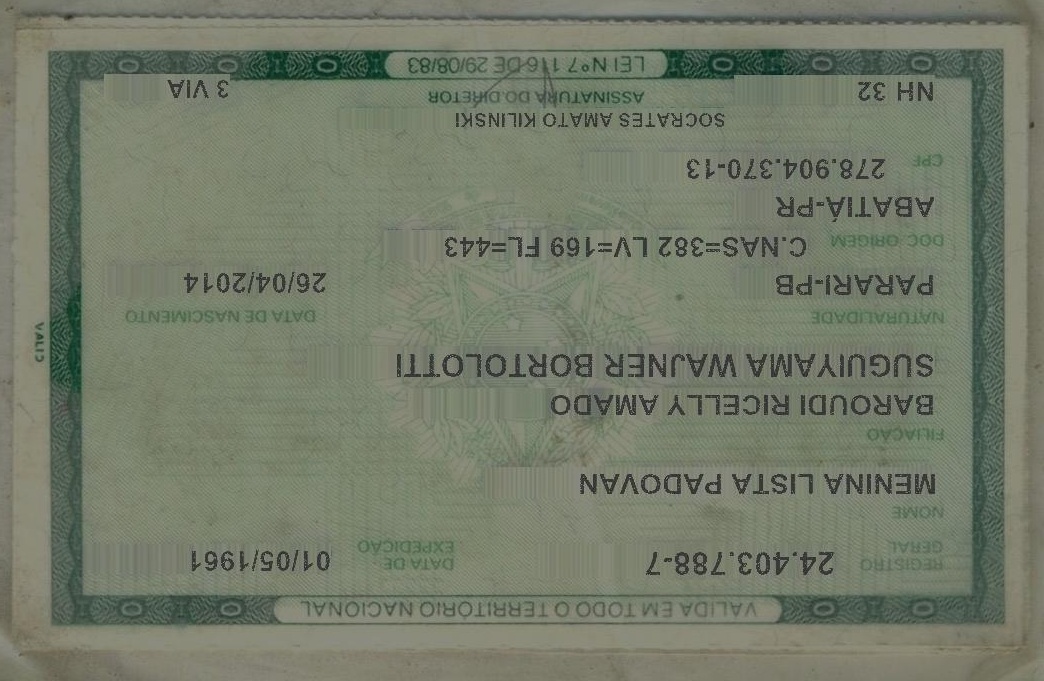 VÁLIDA EM TODO O TERRITÓRIO NACIONAL
REGISTRO GERAL 24.403.788-7 DATA DE EXPEDIÇÃO 01/05/1961
NOME
MENINA LISTA PADOVAN
FILIAÇÃO
BAROUDI RICELLY AMADO
SUGUIYAMA WAJNER BORTOLOTTI
NATURALIDADE DATA DE NASCIMENTO
PARARI-PB 26/04/2014
DOC. ORIGEM C.NAS=382 LV=169 FL=443
ABATIÁ-PR
CPF 278.904.370-13
SOCRATES AMATO KILINSKI
NH 32 ASSINATURA DO DIRETOR 3 VIA
LEI Nº 7.116 DE 29/08/83